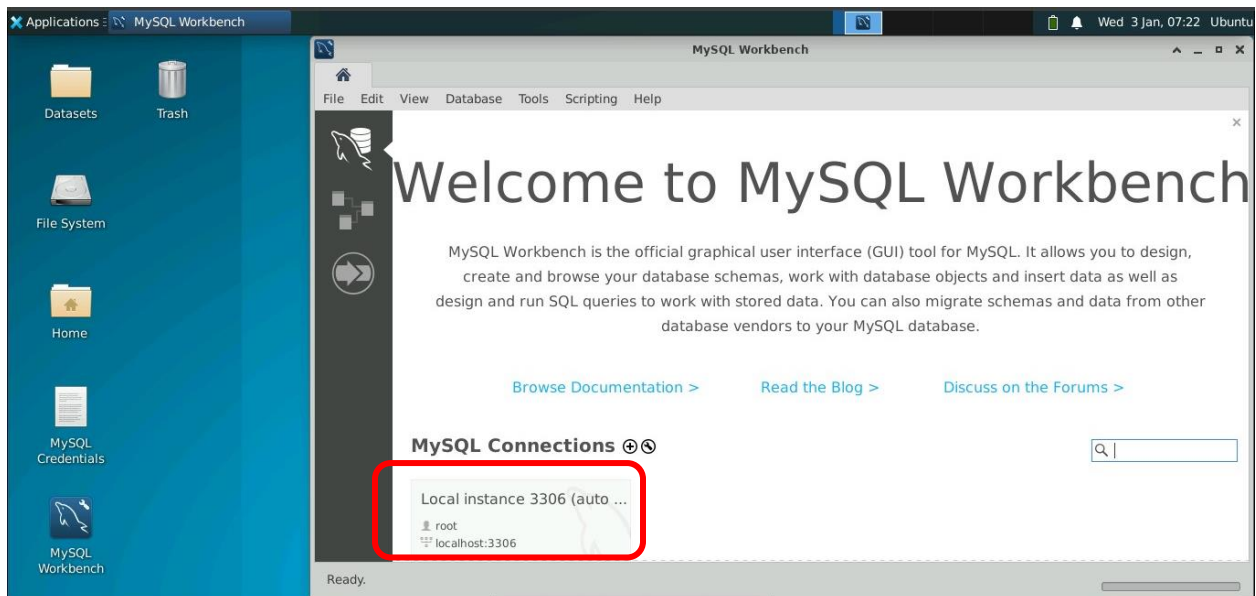 Applications
MySQL Workbench
Wed 3 Jan, 07:22 Ubuntu
Datasets
Trash
File System
Home
MySQL
Credentials
MySQL
Workbench
MySQL Workbench
File Edit View Database Tools Scripting Help
Welcome to MySQL Workbench
MySQL Workbench is the official graphical user interface (GUI) tool for MySQL. It allows you to design,
create and browse your database schemas, work with database objects and insert data as well as
design and run SQL queries to work with stored data. You can also migrate schemas and data from other
database vendors to your MySQL database.
Browse Documentation > Read the Blog > Discuss on the Forums >
MySQL Connections
Local instance 3306 (auto ...
root
localhost:3306
Ready.